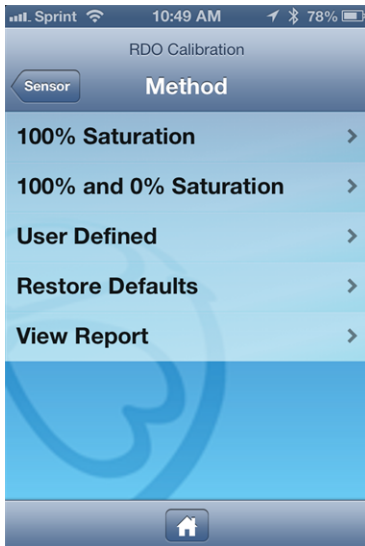 Sprint 10:49 AM 78%
RDO Calibration
Sensor Method
100% Saturation
100% and 0% Saturation
User Defined
Restore Defaults
View Report